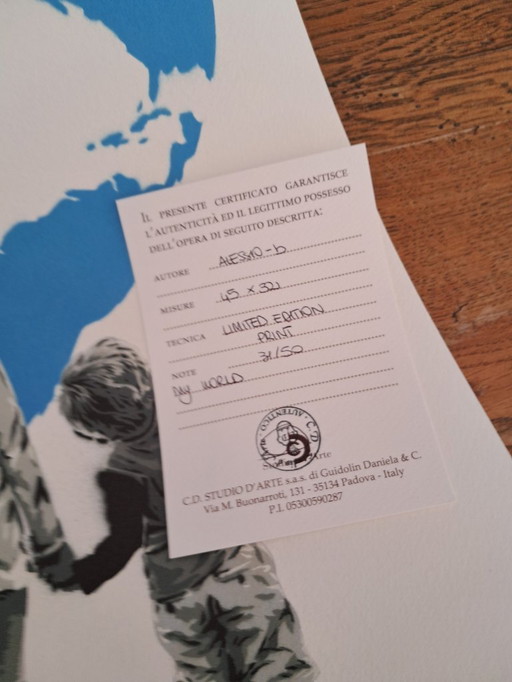 IL PRESENTE CERTIFICATO GARANTISCE
L'AUTENTICITÀ ED IL LEGITTIMO POSSESSO
DELL'OPERA DI SEGUITO DESCRITTA:
AUTORE ALESSIO-b
MISURE 45 x 32
TECNICA LIMITED EDITION
PRINT
NOTE 31/50
MY WORLD
AUTENTICO C.D.
Arte
C.D. STUDIO D'ARTE s.a.s. di Guidolin Daniela & C.
Via M. Buonarroti, 131 - 35134 Padova - Italy
P.I. 05300590287